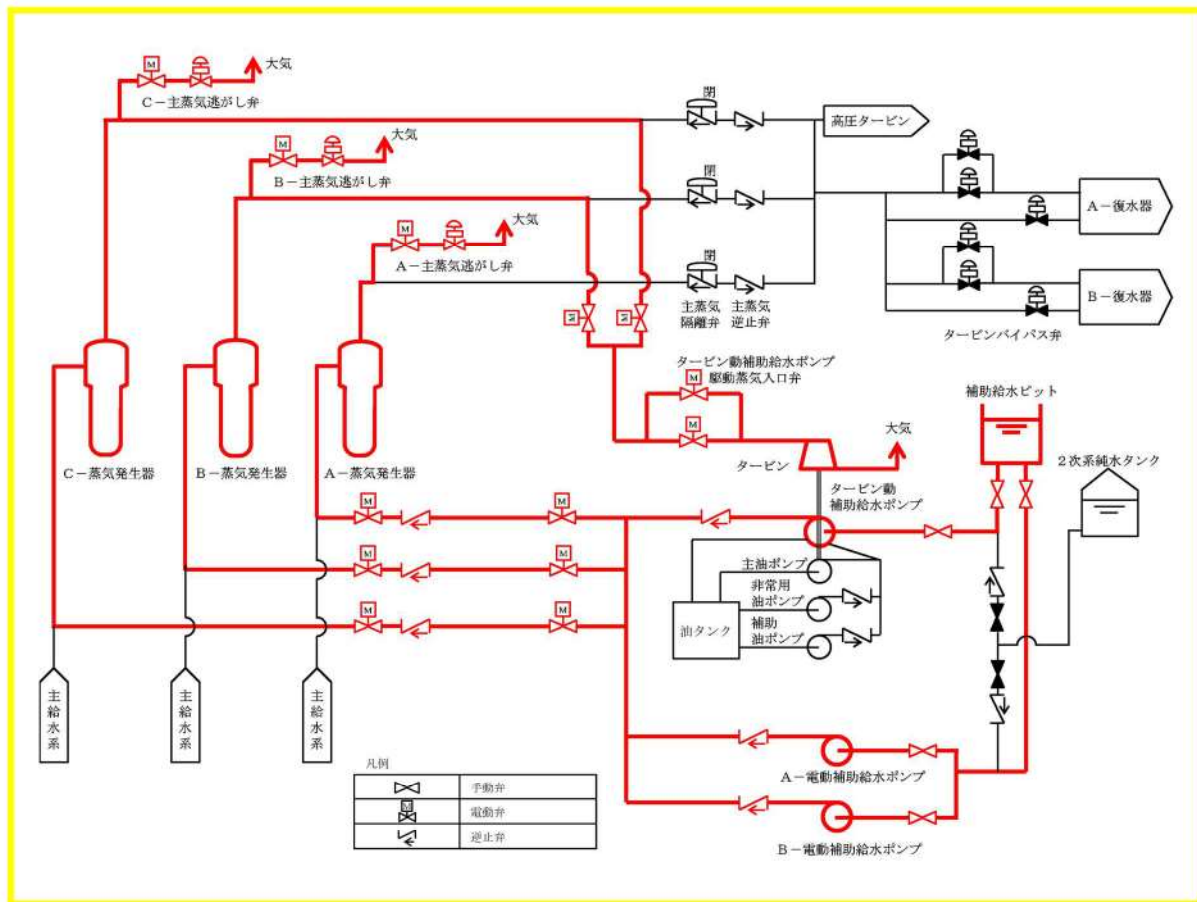 M
大気
C－主蒸気逃がし弁
M
大気
B－主蒸気逃がし弁
M
大気
A－主蒸気逃がし弁
閉
高圧タービン
閉
閉
主蒸気
隔離弁
主蒸気
逆止弁
A－復水器
B－復水器
タービンバイパス弁
M
M
タービン動補助給水ポンプ
駆動蒸気入口弁
M
M
大気
タービン
補助給水ピット
2次系純水タンク
C－蒸気発生器
B－蒸気発生器
A－蒸気発生器
タービン動
補助給水ポンプ
M
M
M
M
M
M
主油ポンプ
非常用
油ポンプ
補助
油ポンプ
油タンク
主給水系
主給水系
主給水系
A－電動補助給水ポンプ
B－電動補助給水ポンプ
凡例
手動弁
M
電動弁
逆止弁